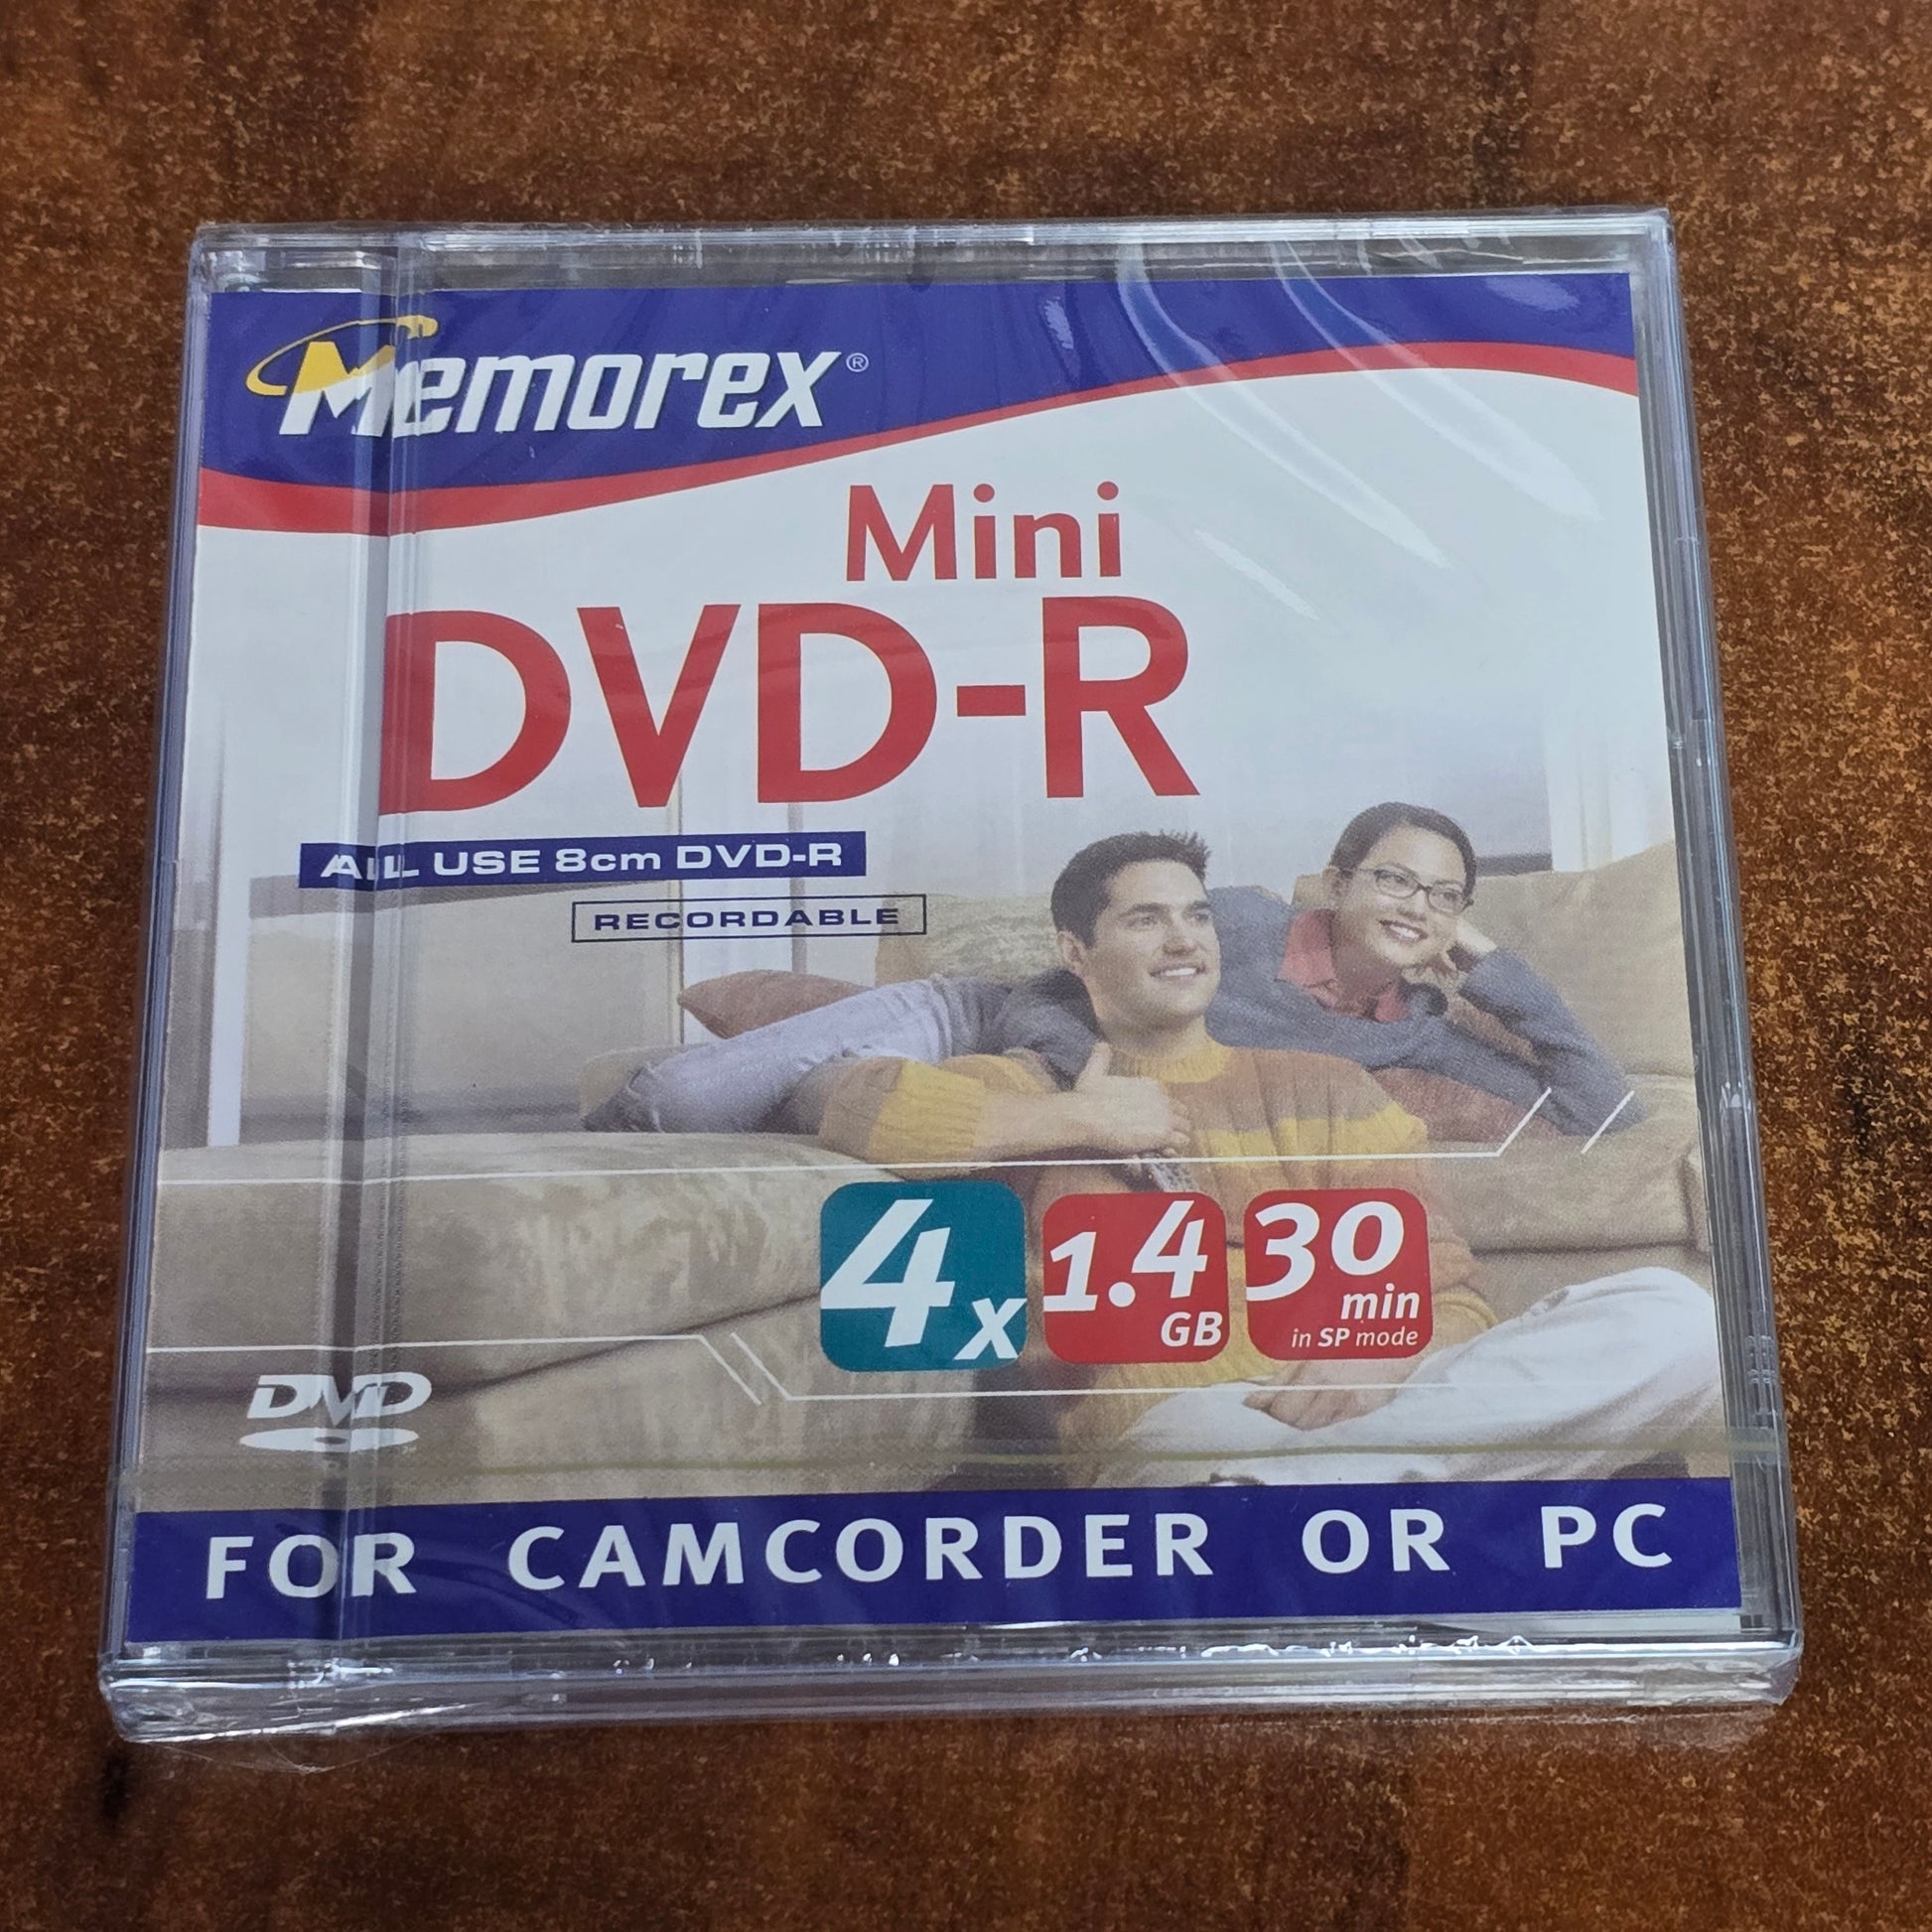 Memorex®
Mini
DVD-R
ALL USE 8cm DVD-R
RECORDABLE
4x
1.4
GB
30
min
in SP mode
DVD
FOR CAMCORDER OR PC